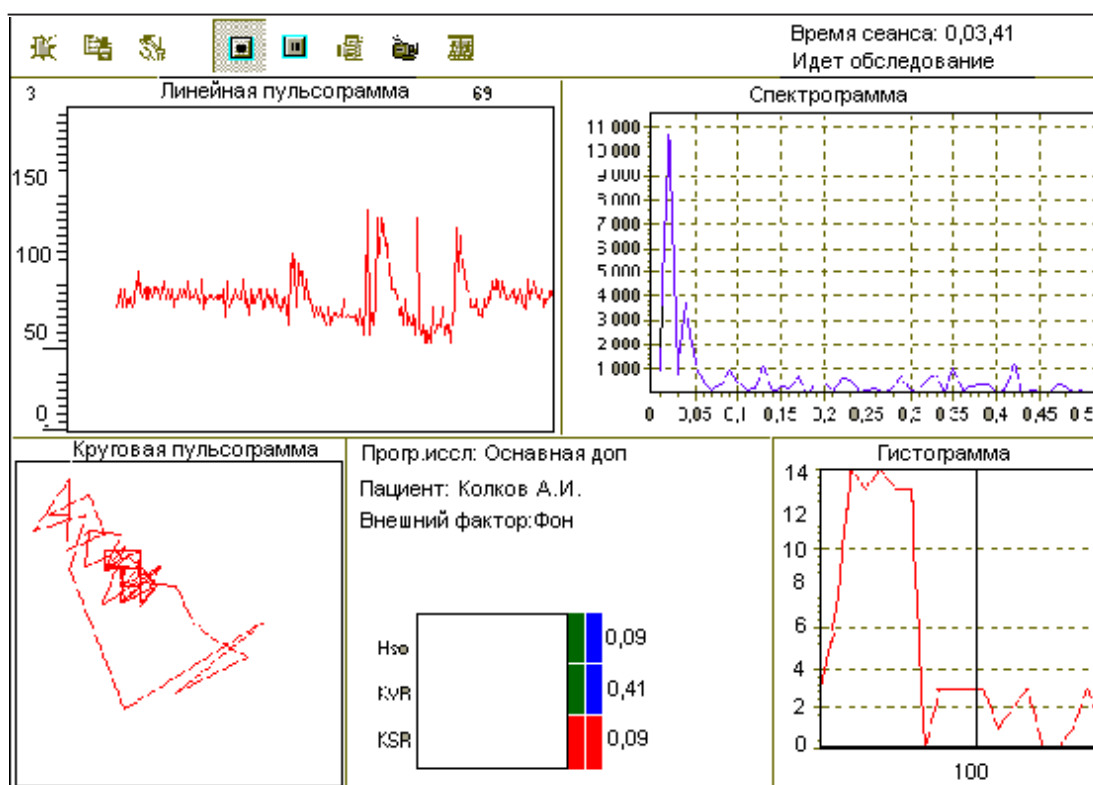 Время сеанса: 0,03,41
Идет обследование
3 Линейная пульсограмма 69
150
100
50
0
Спектрограмма
11 000
10 000
9 000
8 000
7 000
6 000
5 000
4 000
3 000
2 000
1 000
0 0,05 0,1 0,15 0,2 0,25 0,3 0,35 0,4 0,45 0,5
Круговая пульсограмма
Прогр.иссл: Оснавная доп
Пациент: Колков А.И.
Внешний фактор:Фон
Hso 0,09
KVR 0,41
KSR 0,09
Гистограмма
14
12
10
8
6
4
2
0
100